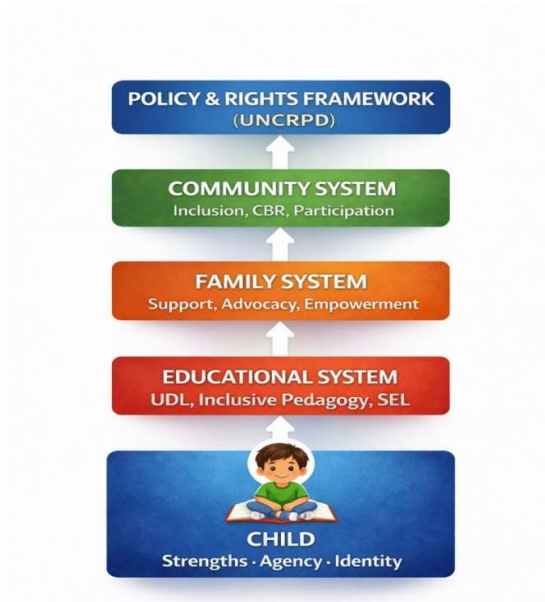 POLICY & RIGHTS FRAMEWORK
(UNCRPD)
COMMUNITY SYSTEM
Inclusion, CBR, Participation
FAMILY SYSTEM
Support, Advocacy, Empowerment
EDUCATIONAL SYSTEM
UDL, Inclusive Pedagogy, SEL
CHILD
Strengths · Agency · Identity